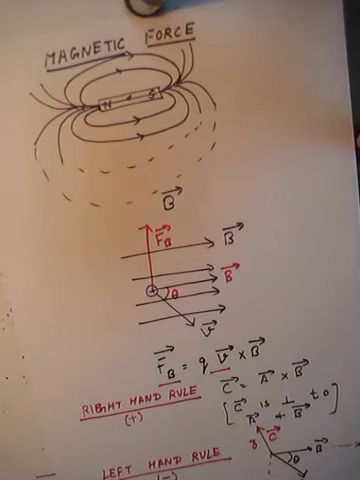 MAGNETIC FORCE
N S
B
F_B B
B
+ θ
v
F_B = q v × B
C = A × B
RIGHT HAND RULE
(+)
[C is ⊥ to
A + B]
C
B
θ
LEFT HAND RULE
(-)